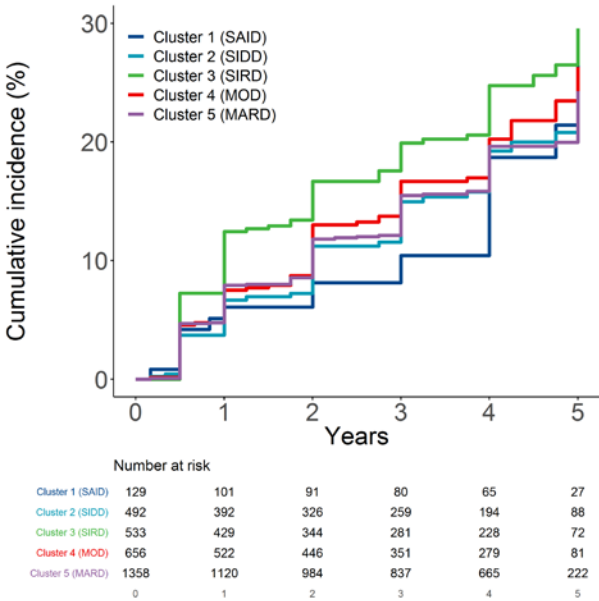 Cumulative incidence (%)
30
20
10
0
Cluster 1 (SAID)
Cluster 2 (SIDD)
Cluster 3 (SIRD)
Cluster 4 (MOD)
Cluster 5 (MARD)
0 1 2 3 4 5
Years
Number at risk
Cluster 1 (SAID) 129 101 91 80 65 27
Cluster 2 (SIDD) 492 392 326 259 194 88
Cluster 3 (SIRD) 533 429 344 281 228 72
Cluster 4 (MOD) 656 522 446 351 279 81
Cluster 5 (MARD) 1358 1120 984 837 665 222
0 1 2 3 4 5